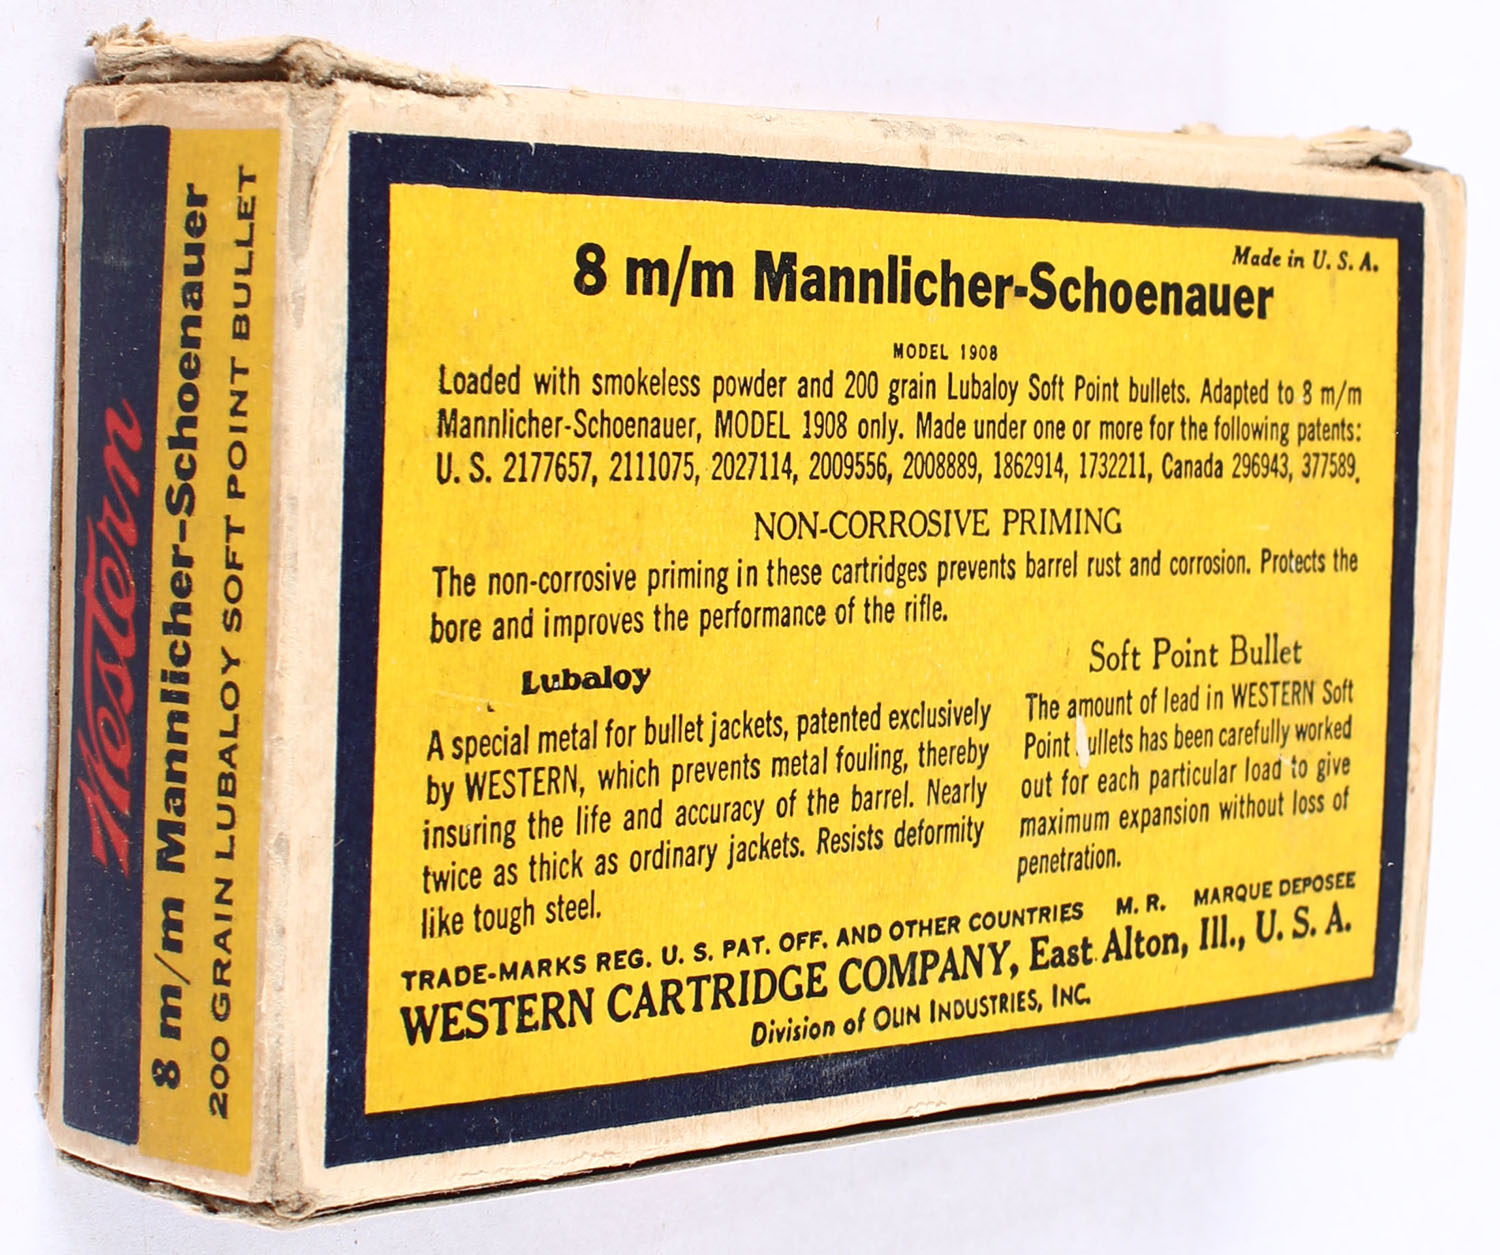 Western
8 m/m Mannlicher-Schoenauer
200 GRAIN LUBALOY SOFT POINT BULLET
Made in U. S. A.
8 m/m Mannlicher-Schoenauer
MODEL 1908
Loaded with smokeless powder and 200 grain Lubaloy Soft Point bullets. Adapted to 8 m/m
Mannlicher-Schoenauer, MODEL 1908 only. Made under one or more for the following patents:
U. S. 2177657, 2111075, 2027114, 2009556, 2008889, 1862914, 1732211, Canada 296943, 377589.
NON-CORROSIVE PRIMING
The non-corrosive priming in these cartridges prevents barrel rust and corrosion. Protects the
bore and improves the performance of the rifle.
Lubaloy
A special metal for bullet jackets, patented exclusively
by WESTERN, which prevents metal fouling, thereby
insuring the life and accuracy of the barrel. Nearly
twice as thick as ordinary jackets. Resists deformity
like tough steel.
Soft Point Bullet
The amount of lead in WESTERN Soft
Point ullets has been carefully worked
out for each particular load to give
maximum expansion without loss of
penetration.
TRADE-MARKS REG. U. S. PAT. OFF. AND OTHER COUNTRIES M. R. MARQUE DEPOSEE
WESTERN CARTRIDGE COMPANY, East Alton, Ill., U. S. A.
Division of OLIN INDUSTRIES, INC.